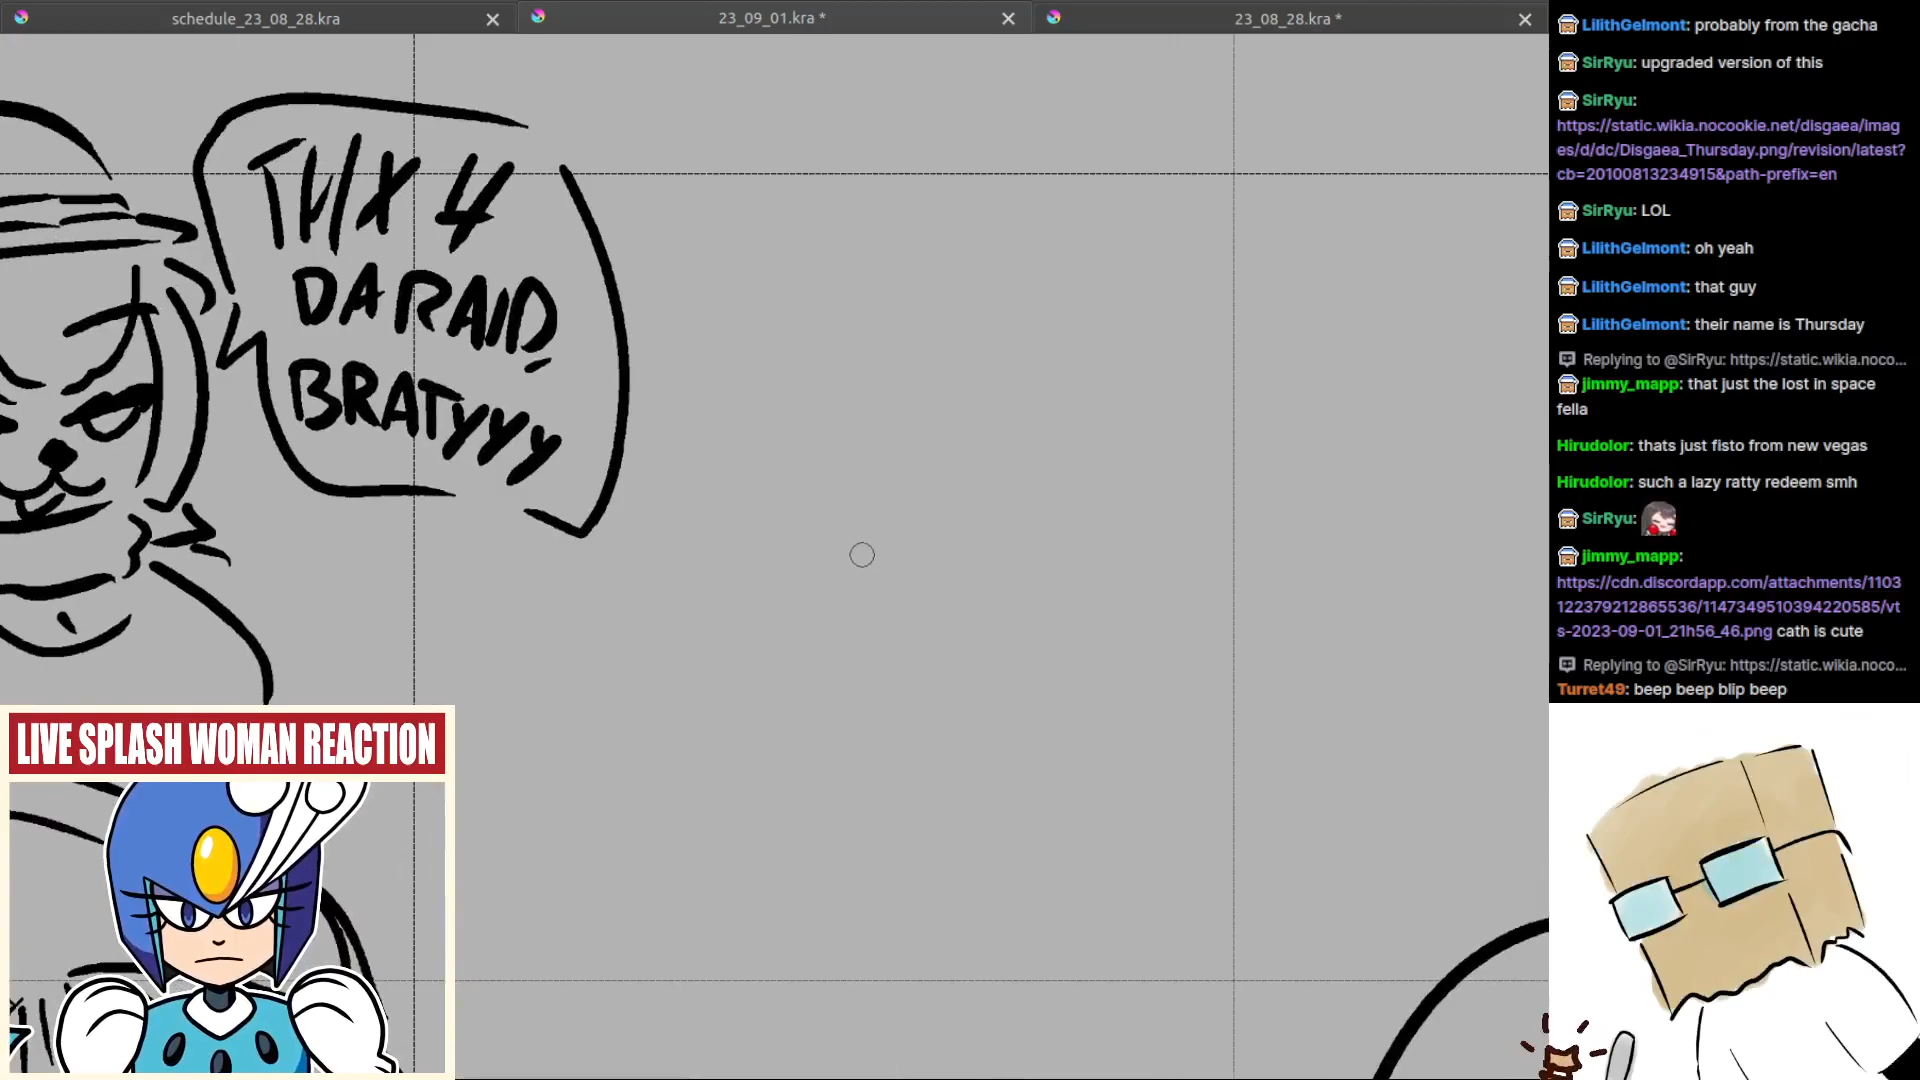 schedule_23_08_28.kra
23_09_01.kra *
23_08_28.kra *
THX 4
DA RAID
BRATYYY
LIVE SPLASH WOMAN REACTION
LilithGelmont: probably from the gacha
SirRyu: upgraded version of this
SirRyu:
https://static.wikia.nocookie.net/disgaea/imag
es/d/dc/Disgaea_Thursday.png/revision/latest?
cb=20100813234915&path-prefix=en
SirRyu: LOL
LilithGelmont: oh yeah
LilithGelmont: that guy
LilithGelmont: their name is Thursday
Replying to @SirRyu: https://static.wikia.noco...
jimmy_mapp: that just the lost in space
fella
Hirudolor: thats just fisto from new vegas
Hirudolor: such a lazy ratty redeem smh
SirRyu:
jimmy_mapp:
https://cdn.discordapp.com/attachments/1103
122379212865536/1147349510394220585/vt
s-2023-09-01_21h56_46.png cath is cute
Replying to @SirRyu: https://static.wikia.noco...
Turret49: beep beep blip beep